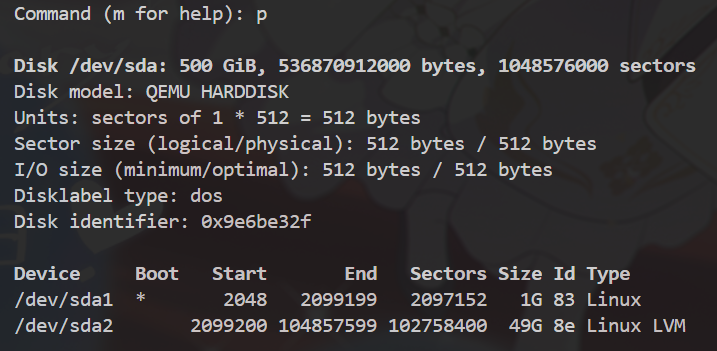 Command (m for help): p
Disk /dev/sda: 500 GiB, 536870912000 bytes, 1048576000 sectors
Disk model: QEMU HARDDISK
Units: sectors of 1 * 512 = 512 bytes
Sector size (logical/physical): 512 bytes / 512 bytes
I/O size (minimum/optimal): 512 bytes / 512 bytes
Disklabel type: dos
Disk identifier: 0x9e6be32f
Device     Boot   Start       End   Sectors Size Id Type
/dev/sda1  *       2048   2099199   2097152   1G 83 Linux
/dev/sda2       2099200 104857599 102758400  49G 8e Linux LVM